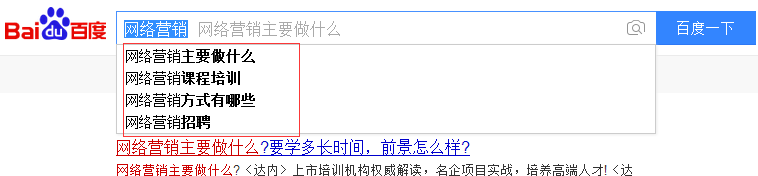 Bai du 百度 网络营销 网络营销主要做什么 百度一下
网络营销主要做什么
网络营销课程培训
网络营销方式有哪些
网络营销招聘
网络营销主要做什么?要学多长时间，前景怎么样?
网络营销主要做什么? <达内> 上市培训机构权威解读，名企项目实战，培养高端人才! <达